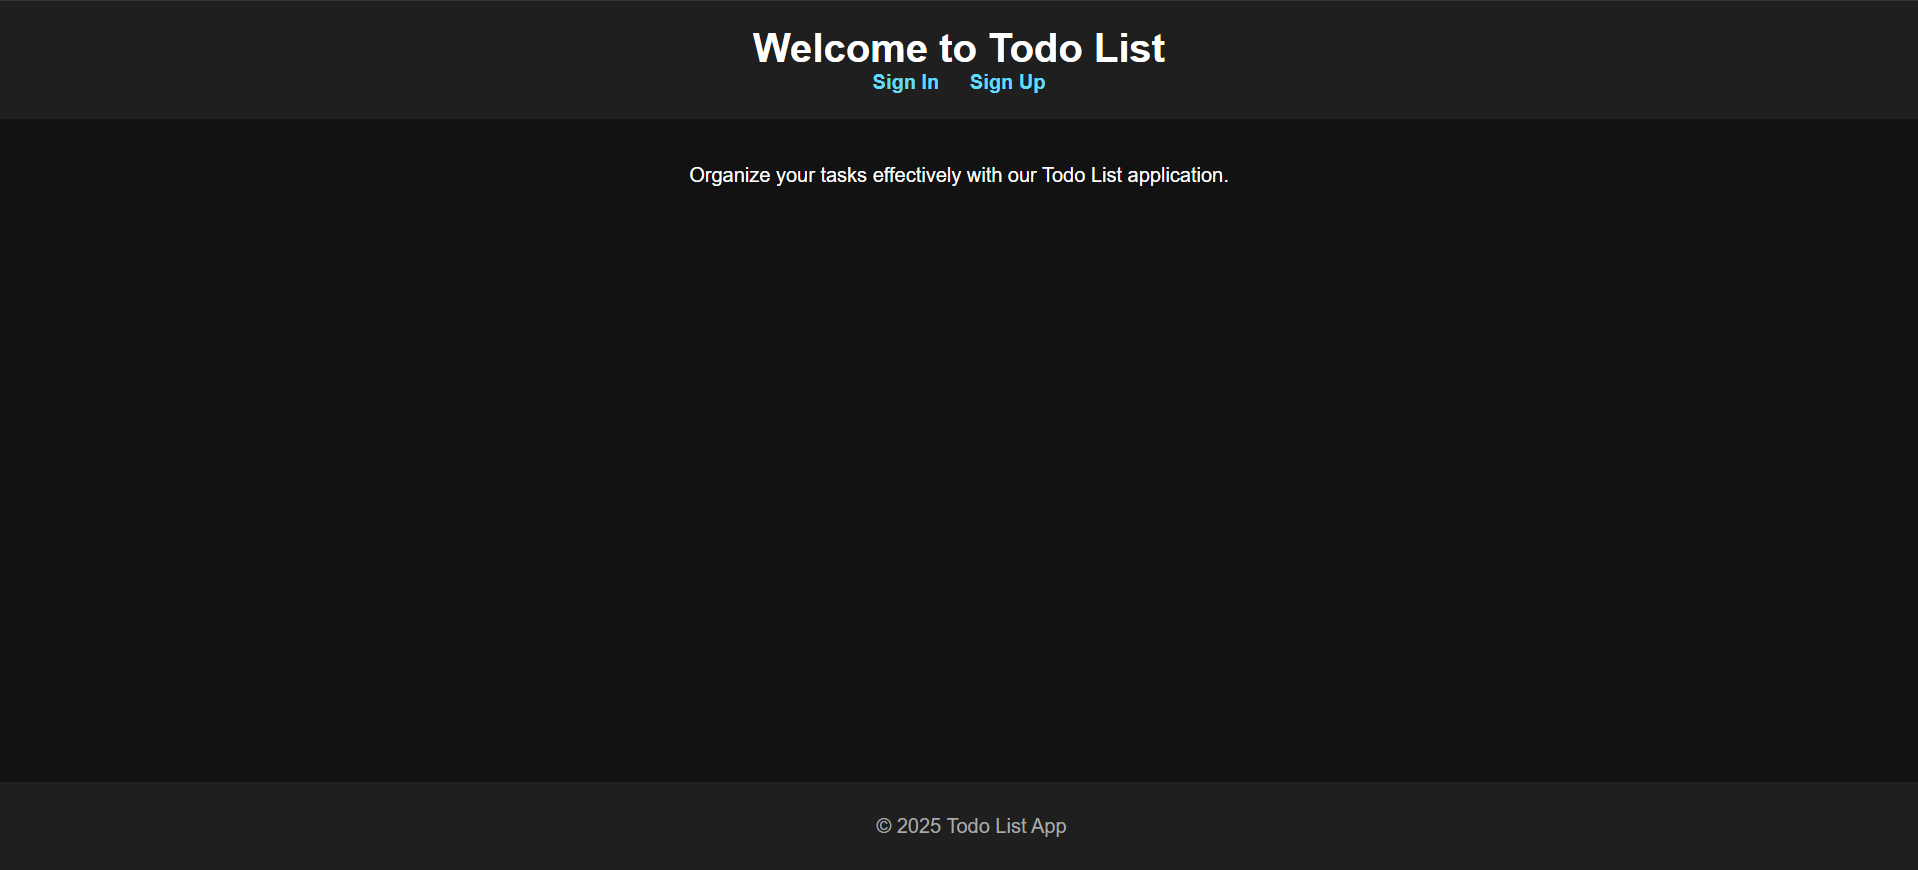 Welcome to Todo List
Sign In Sign Up
Organize your tasks effectively with our Todo List application.
© 2025 Todo List App